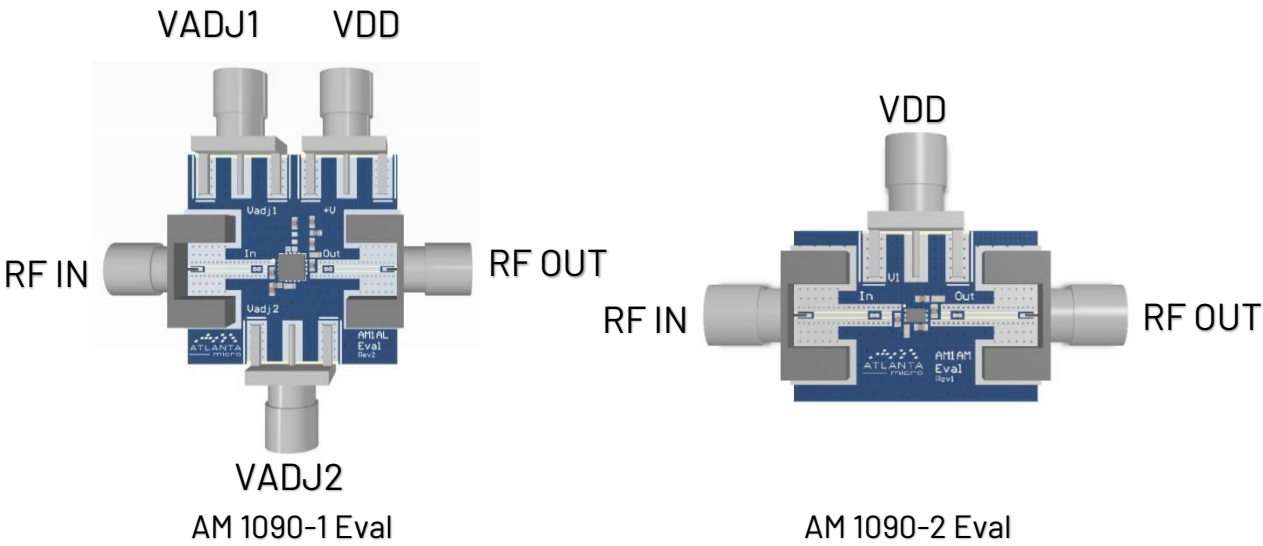 VADJ1 VDD
Vadj1 +V
RF IN In Out RF OUT
Vadj2
ATLANTA
micro
AM1AL
Eval
Rev2
VADJ2
AM 1090-1 Eval
VDD
V1
RF IN In Out RF OUT
ATLANTA
micro
AM1AM
Eval
Rev1
AM 1090-2 Eval